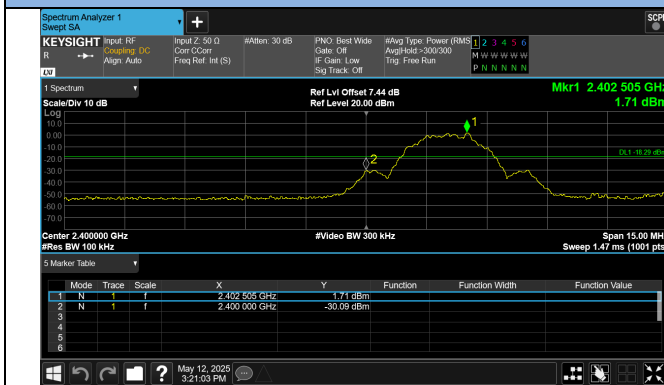 Spectrum Analyzer 1
Swept SA
+
SCPI
KEYSIGHT Input: RF Input Z: 50 Ω #Atten: 30 dB PNO: Best Wide #Avg Type: Power (RMS 1 2 3 4 5 6
R Coupling: DC Corr CCorr Gate: Off Avg|Hold:>300/300 M W W W W W
Align: Auto Freq Ref: Int (S) IF Gain: Low Trig: Free Run
LXI Sig Track: Off P N N N N N
1 Spectrum Ref Lvl Offset 7.44 dB Mkr1 2.402 505 GHz
Scale/Div 10 dB Ref Level 20.00 dBm 1.71 dBm
Log
10.0
0.00
-10.0
-20.0
-30.0
-40.0
-50.0
-60.0
-70.0
1
2
DL1 -18.29 dBm
Center 2.400000 GHz #Video BW 300 kHz Span 15.00 MH
#Res BW 100 kHz Sweep 1.47 ms (1001 pts
5 Marker Table
Mode Trace Scale X Y Function Function Width Function Value
1 N 1 f 2.402 505 GHz 1.71 dBm
2 N 1 f 2.400 000 GHz -30.09 dBm
3
4
5
6
? May 12, 2025
3:21:03 PM